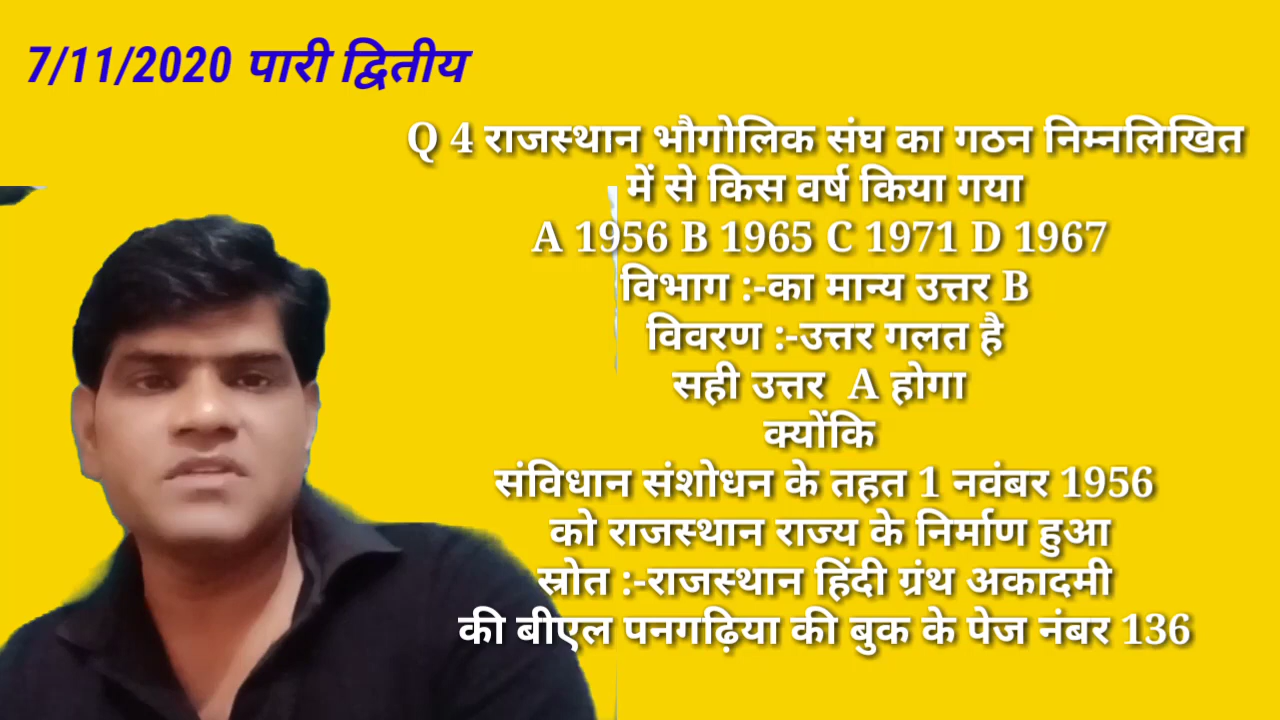 7/11/2020 पारी द्वितीय
Q 4 राजस्थान भौगोलिक संघ का गठन निम्नलिखित
में से किस वर्ष किया गया
A 1956 B 1965 C 1971 D 1967
विभाग :-का मान्य उत्तर B
विवरण :-उत्तर गलत है
सही उत्तर A होगा
क्योंकि
संविधान संशोधन के तहत 1 नवंबर 1956
को राजस्थान राज्य के निर्माण हुआ
स्रोत :-राजस्थान हिंदी ग्रंथ अकादमी
की बीएल पनगढ़िया की बुक के पेज नंबर 136